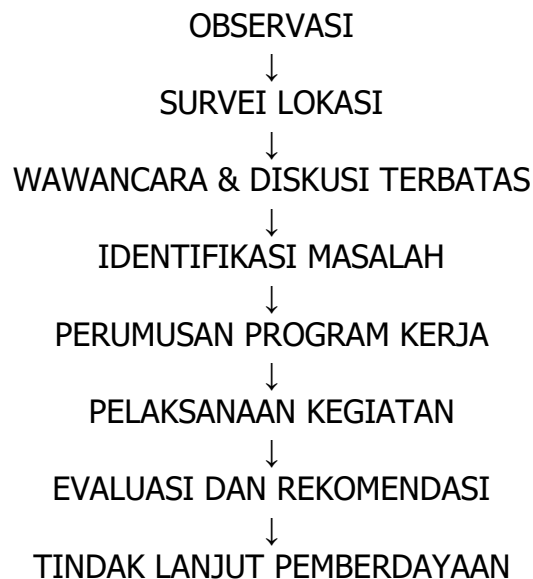 OBSERVASI
↓
SURVEI LOKASI
↓
WAWANCARA & DISKUSI TERBATAS
↓
IDENTIFIKASI MASALAH
↓
PERUMUSAN PROGRAM KERJA
↓
PELAKSANAAN KEGIATAN
↓
EVALUASI DAN REKOMENDASI
↓
TINDAK LANJUT PEMBERDAYAAN